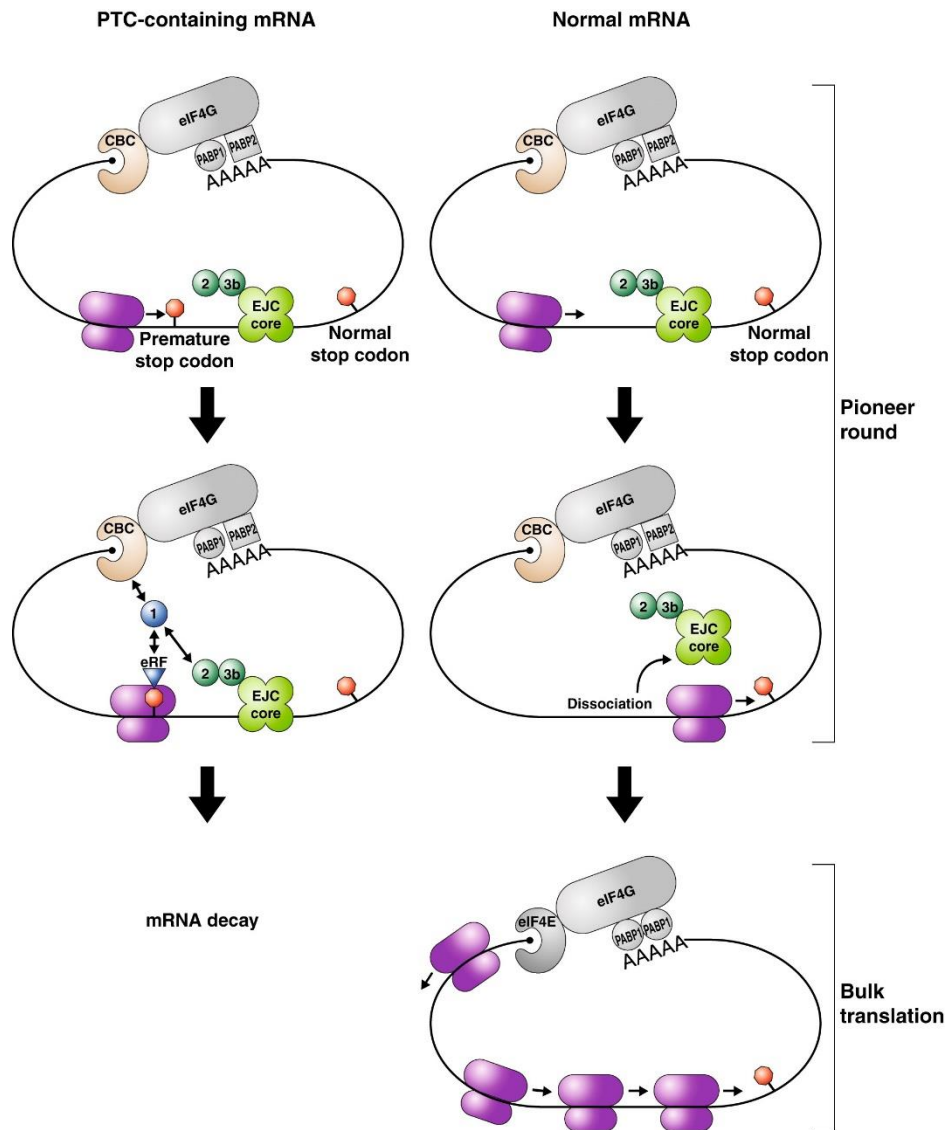 PTC-containing mRNA
Normal mRNA
eIF4G
CBC
PABP1
PABP2
AAAAA
2
3b
EJC
core
Premature
stop codon
Normal
stop codon
eIF4G
CBC
PABP1
PABP2
AAAAA
2
3b
EJC
core
Normal
stop codon
Pioneer
round
eIF4G
CBC
PABP1
PABP2
AAAAA
1
eRF
2
3b
EJC
core
eIF4G
CBC
PABP1
PABP2
AAAAA
2
3b
EJC
core
Dissociation
mRNA decay
eIF4G
eIF4E
PABP1
PABP1
AAAAA
Bulk
translation